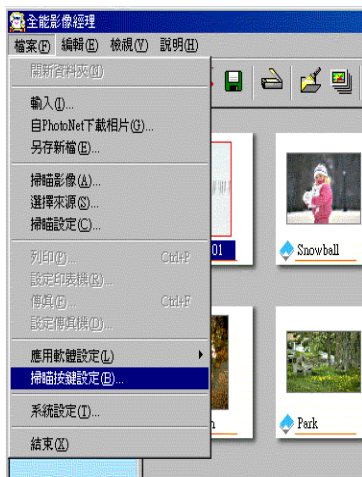 全能影像經理
檔案(F) 編輯(E) 檢視(V) 說明(H)
開新資料夾(N)
輸入(I)...
自PhotoNet下載相片(G)...
另存新檔(E)...
掃瞄影像(A)...
選擇來源(S)...
掃瞄設定(C)...
列印(P)... Ctrl+P
設定印表機(R)...
傳真(F)... Ctrl+F
設定傳真機(D)...
應用軟體設定(L)
掃瞄按鍵設定(B)...
系統設定(T)...
結束(X)
01
Snowball
n
Park